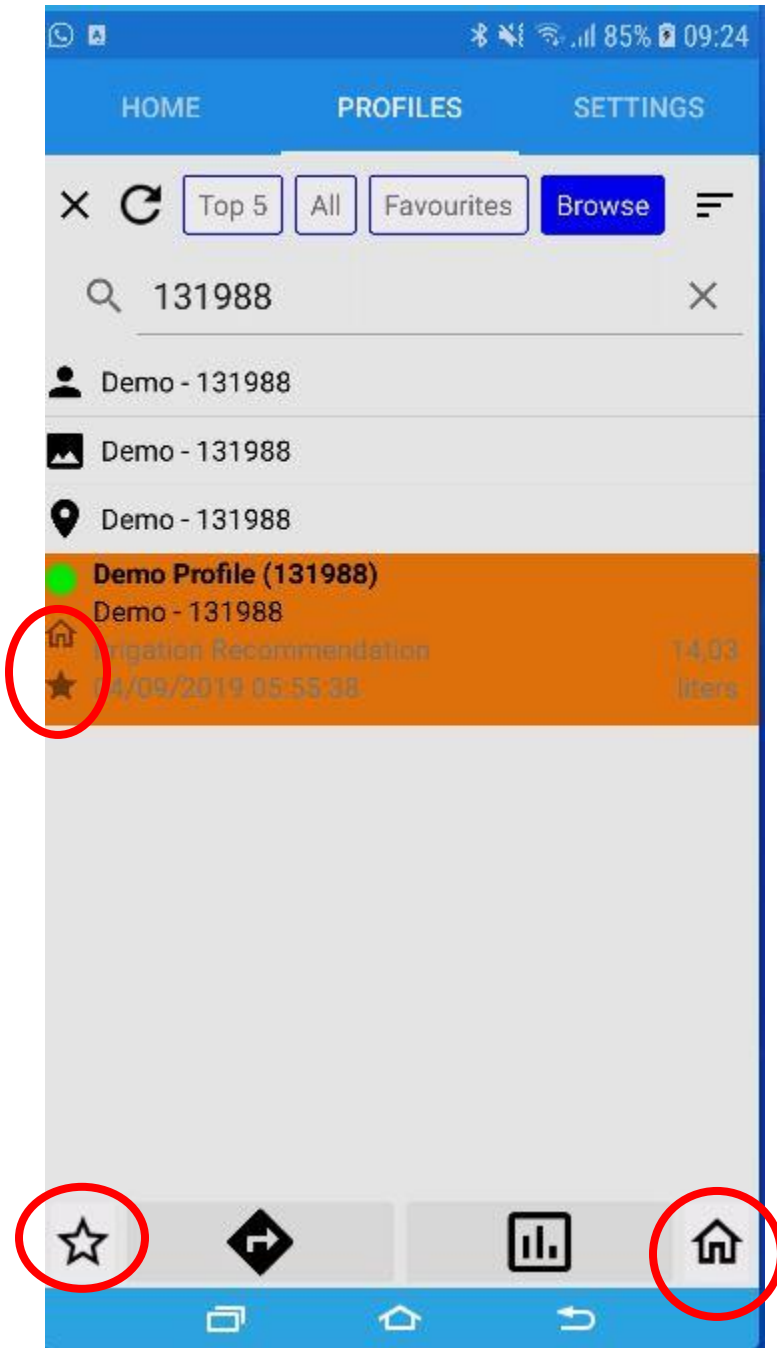 85% 09:24
HOME PROFILES SETTINGS
Top 5 All Favourites Browse
131988
Demo - 131988
Demo - 131988
Demo - 131988
Demo Profile (131988)
Demo - 131988
Irrigation Recommendation 14,03
04/09/2019 05:55:38 liters